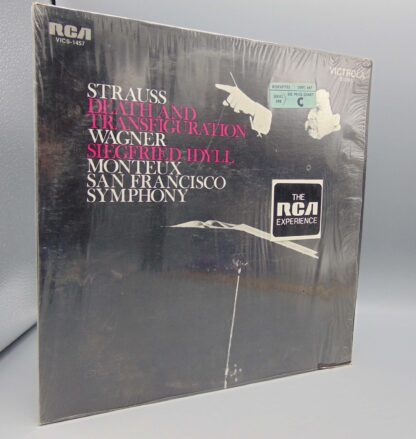 RCA
VICS-1457
VICTROLA
STRAUSS
DEATH AND
TRANSFIGURATION
WAGNER
SIEGFRIED-IDYLL
MONTEUX
SAN FRANCISCO
SYMPHONY
C
THE
RCA
EXPERIENCE